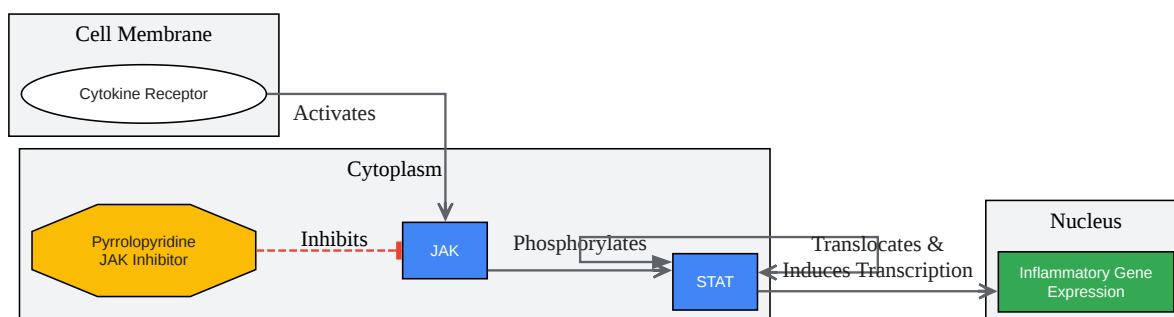 Cell Membrane
Cytokine Receptor
Activates
Cytoplasm
Pyrrolopyridine
JAK Inhibitor
Inhibits
JAK
Phosphorylates
STAT
Translocates &
Induces Transcription
Nucleus
Inflammatory Gene
Expression